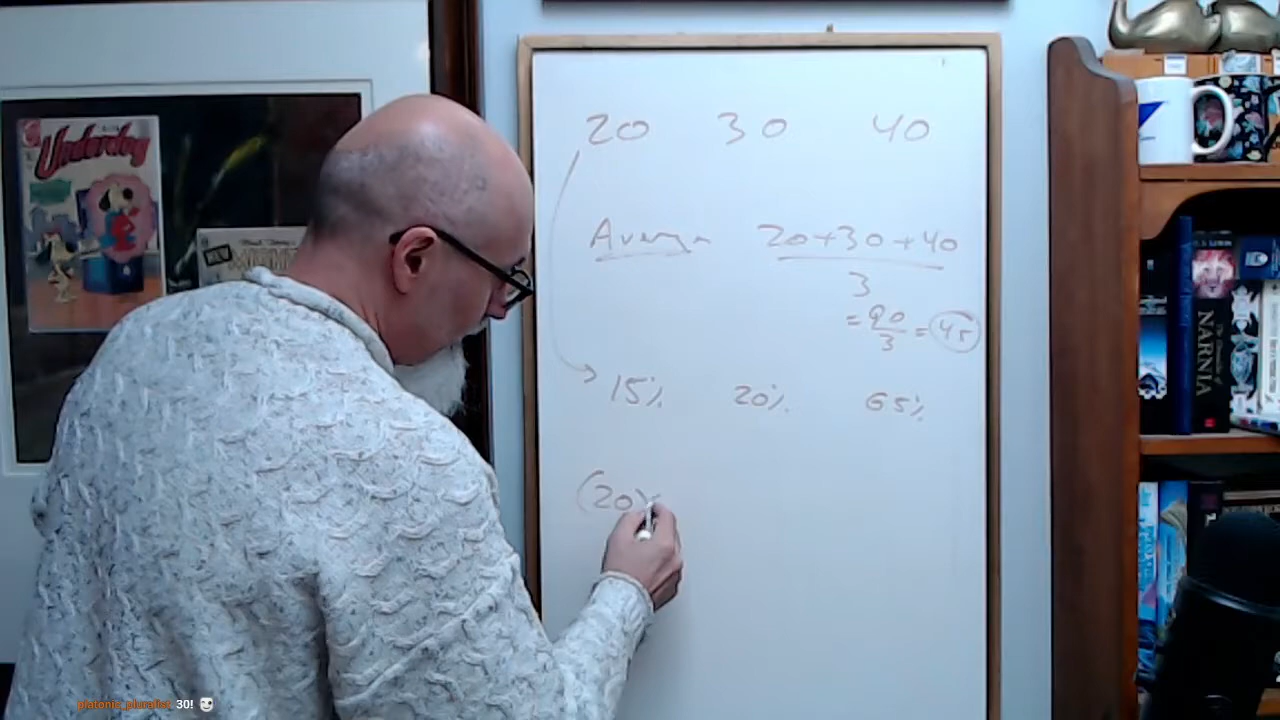 20 30 40
Average 20+30+40
3
= 90/3 = 45
15% 20% 65%
(20)
Underdog
NARNIA
platonic_pluralist 30!